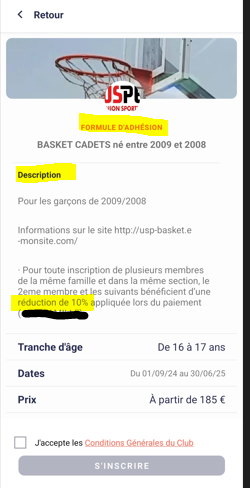 Retour
USPE
ION SPORT
FORMULE D'ADHÉSION
BASKET CADETS né entre 2009 et 2008
Description
Pour les garçons de 2009/2008
Informations sur le site http://usp-basket.e
-monsite.com/
· Pour toute inscription de plusieurs membres
de la même famille et dans la même section, le
2eme membre et les suivants bénéficient d'une
réduction de 10% appliquée lors du paiement
(
Tranche d'âge De 16 à 17 ans
Dates Du 01/09/24 au 30/06/25
Prix À partir de 185 €
J'accepte les Conditions Générales du Club
S'INSCRIRE